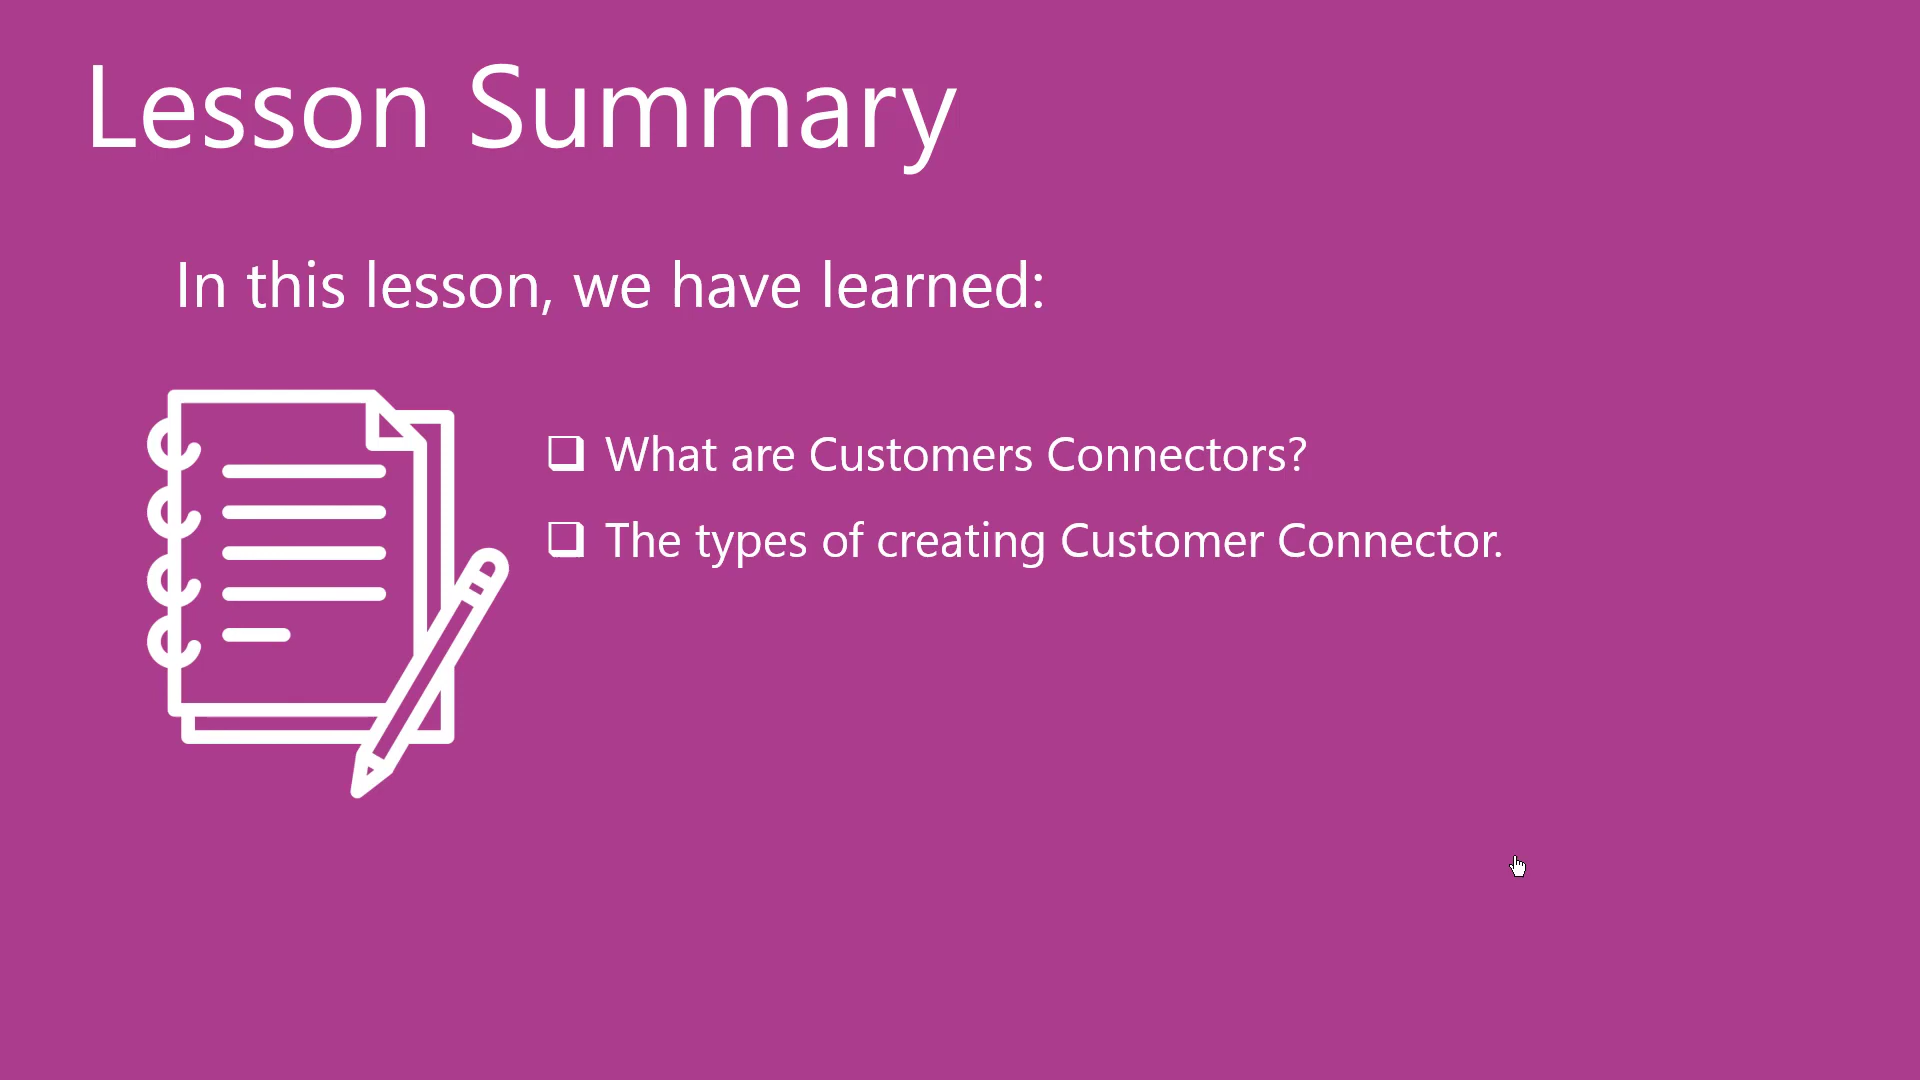 Lesson Summary
In this lesson, we have learned:
❑ What are Customers Connectors?
❑ The types of creating Customer Connector.